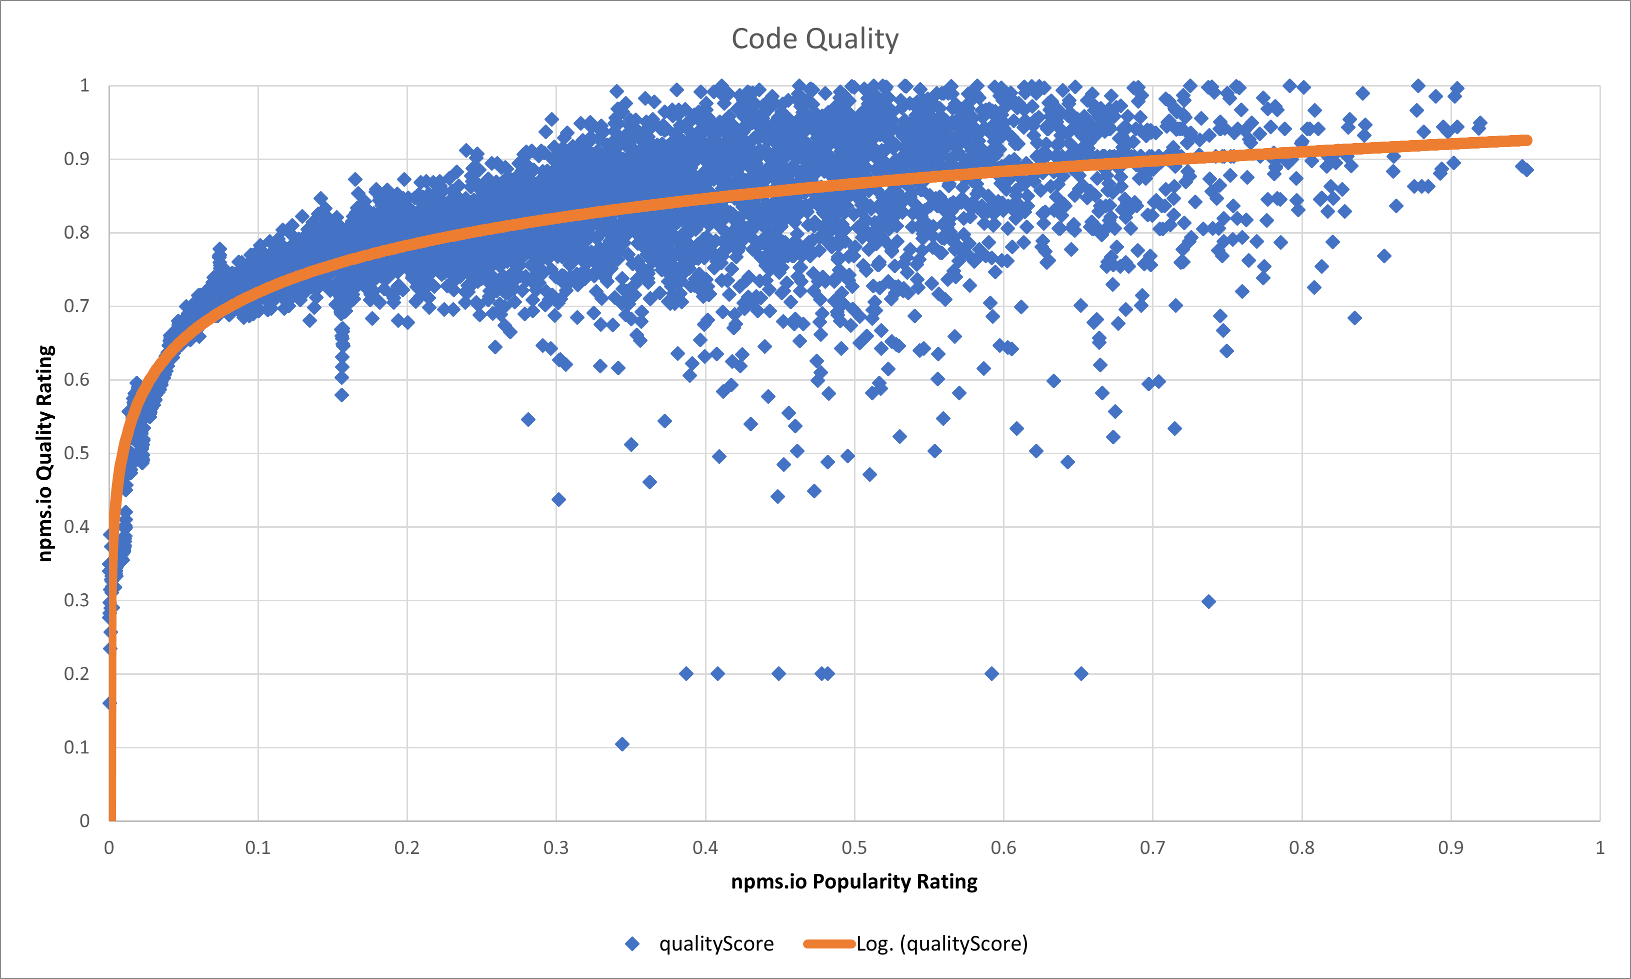 Code Quality
1
0.9
0.8
0.7
0.6
0.5
0.4
0.3
0.2
0.1
0
npms.io Quality Rating
0 0.1 0.2 0.3 0.4 0.5 0.6 0.7 0.8 0.9 1
npms.io Popularity Rating
qualityScore Log. (qualityScore)